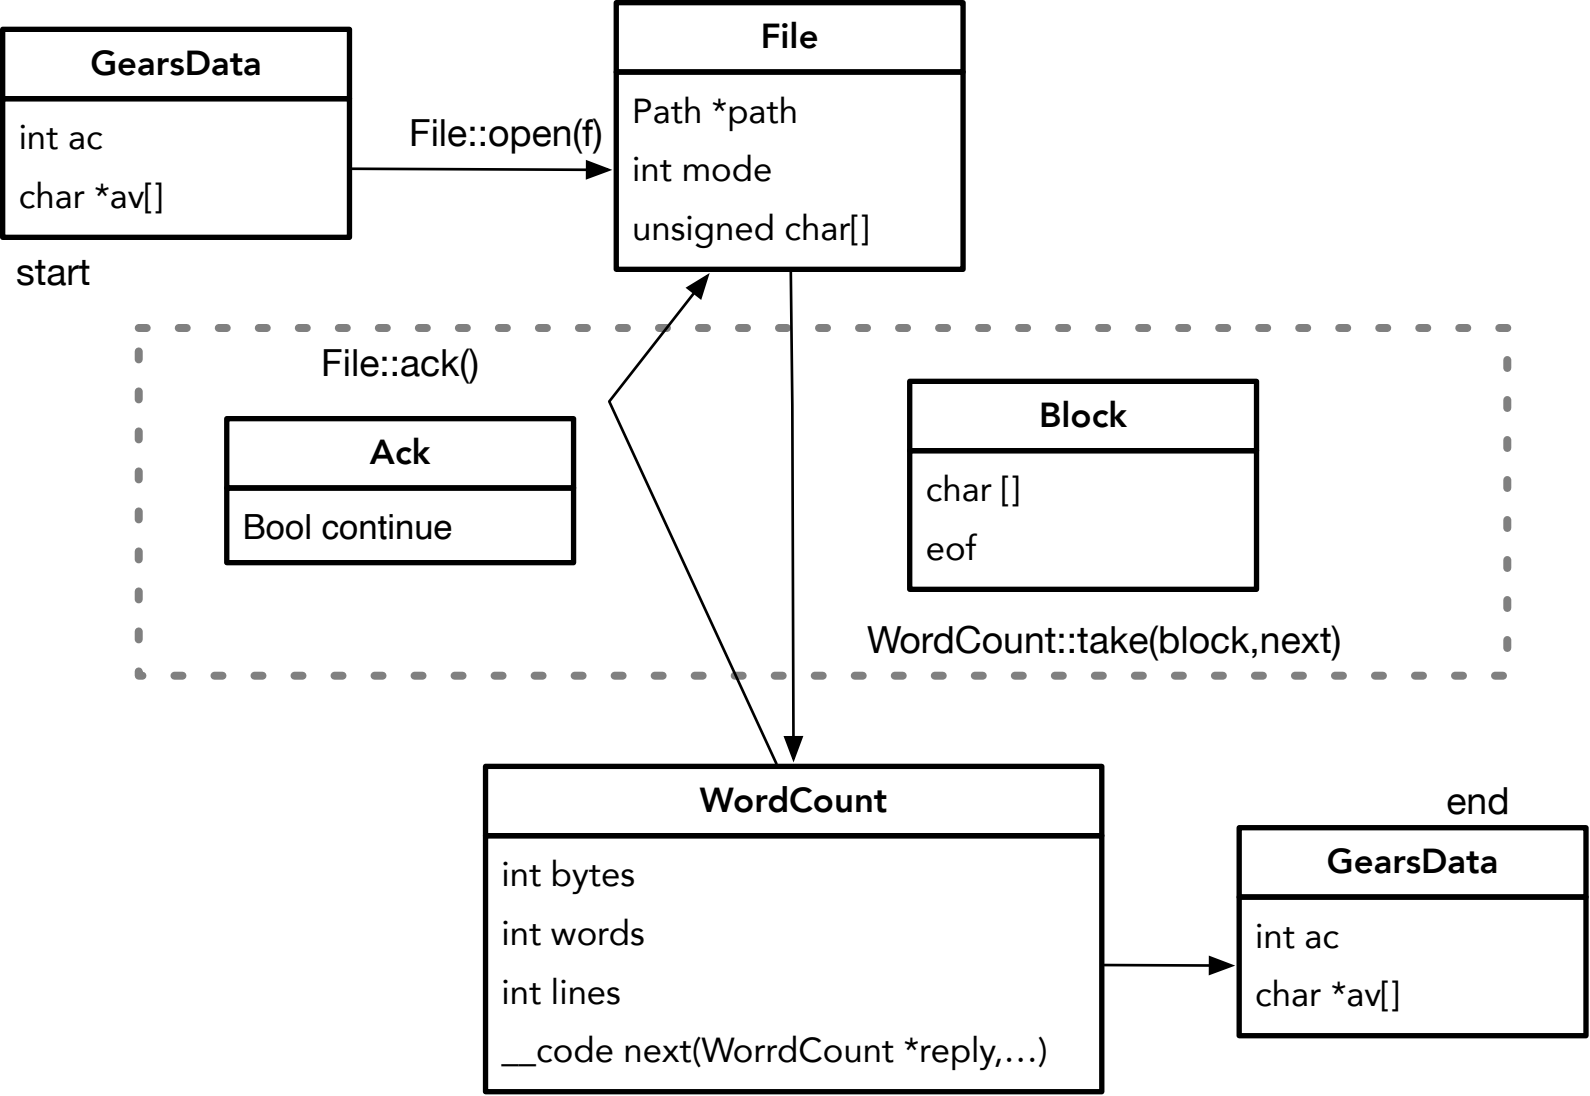 GearsData
int ac
char *av[]
start
File::open(f)
File
Path *path
int mode
unsigned char[]
File::ack()
Ack
Bool continue
Block
char []
eof
WordCount::take(block,next)
WordCount
int bytes
int words
int lines
__code next(WorrdCount *reply,…)
end
GearsData
int ac
char *av[]